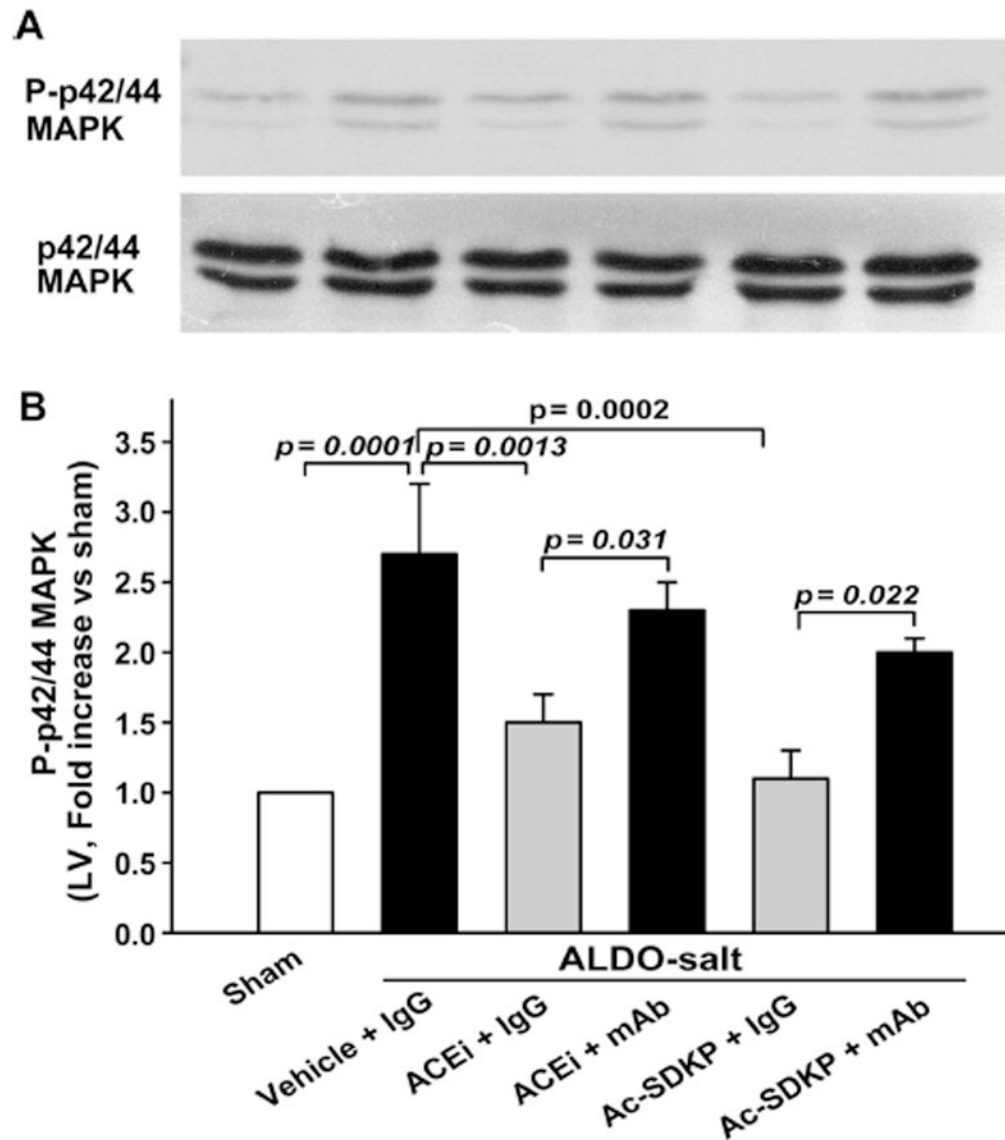 A
P-p42/44
MAPK
p42/44
MAPK
B
p= 0.0002
p= 0.0001
p= 0.0013
p= 0.031
p= 0.022
P-p42/44 MAPK
(LV, Fold increase vs sham)
3.5
3.0
2.5
2.0
1.5
1.0
0.5
0.0
ALDO-salt
Sham
Vehicle + IgG
ACEi + IgG
ACEi + mAb
Ac-SDKP + IgG
Ac-SDKP + mAb